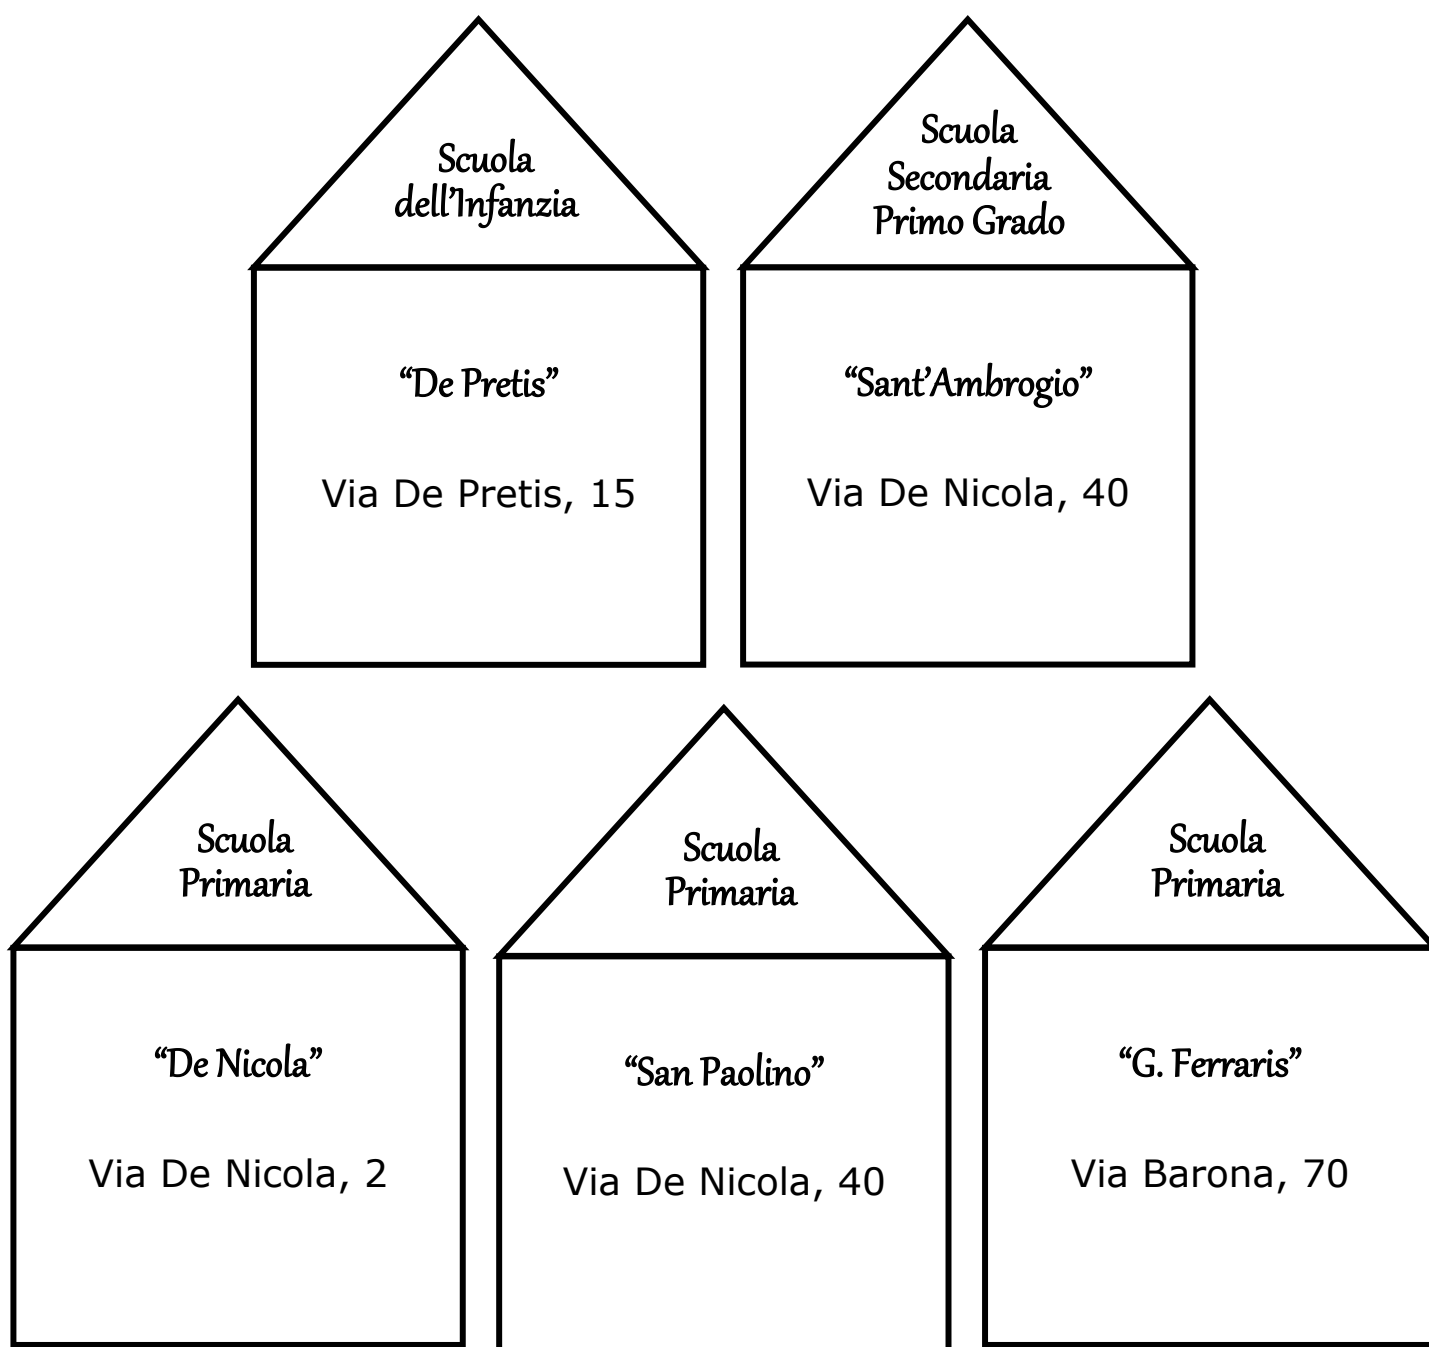 Scuola
dell'Infanzia
“De Pretis”
Via De Pretis, 15
Scuola
Secondaria
Primo Grado
“Sant'Ambrogio”
Via De Nicola, 40
Scuola
Primaria
“De Nicola”
Via De Nicola, 2
Scuola
Primaria
“San Paolino”
Via De Nicola, 40
Scuola
Primaria
“G. Ferraris”
Via Barona, 70